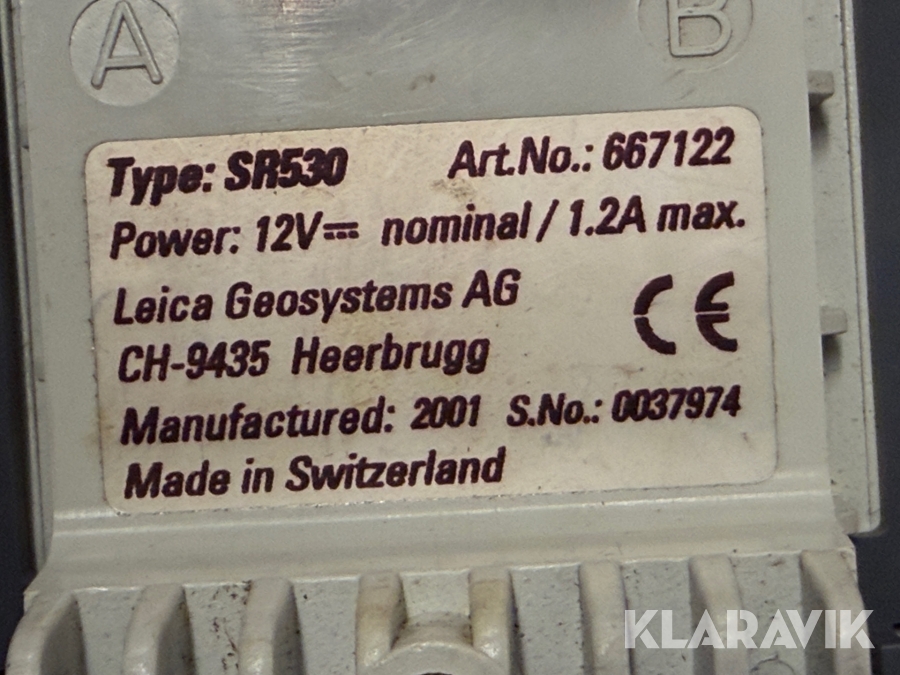 A B
Type: SR530 Art.No.: 667122
Power: 12V⎓ nominal / 1.2A max.
Leica Geosystems AG
CE
CH-9435 Heerbrugg
Manufactured: 2001 S.No.: 0037974
Made in Switzerland
KLARAVIK